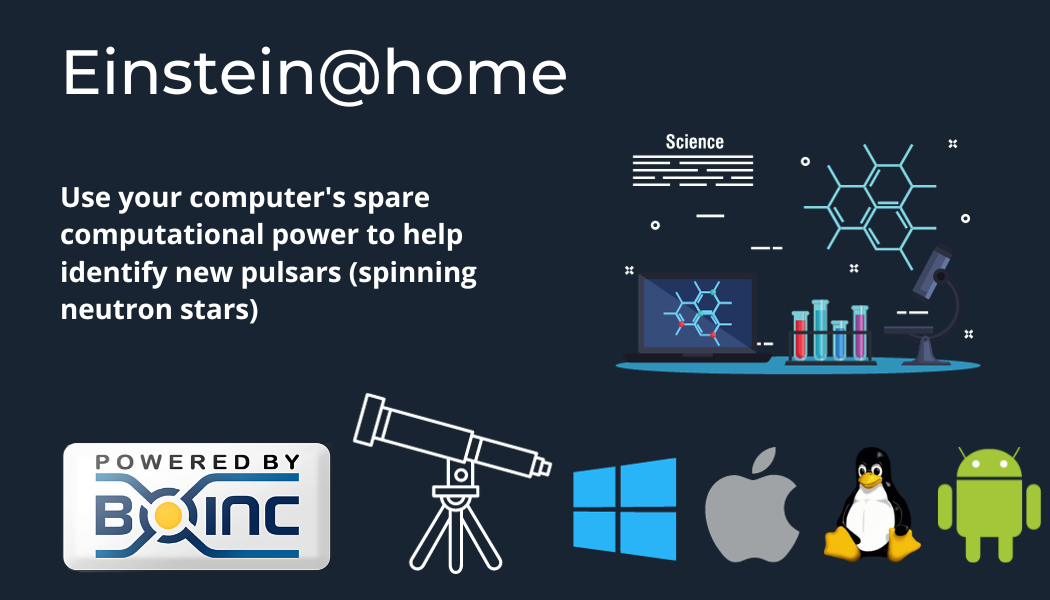 Einstein@home
Science
Use your computer's spare
computational power to help
identify new pulsars (spinning
neutron stars)
POWERED BY
BOINC